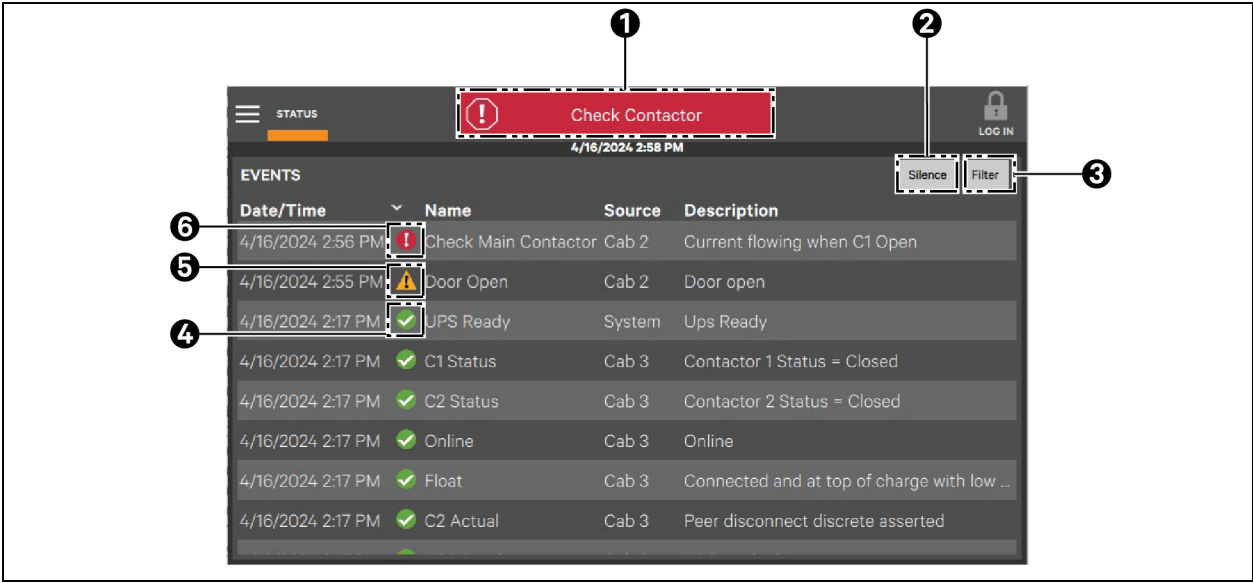 1
2
STATUS
Check Contactor
LOG IN
4/16/2024 2:58 PM
EVENTS
Silence
Filter
3
Date/Time Name Source Description
6
4/16/2024 2:56 PM Check Main Contactor Cab 2 Current flowing when C1 Open
5
4/16/2024 2:55 PM Door Open Cab 2 Door open
4
4/16/2024 2:17 PM UPS Ready System Ups Ready
4/16/2024 2:17 PM C1 Status Cab 3 Contactor 1 Status = Closed
4/16/2024 2:17 PM C2 Status Cab 3 Contactor 2 Status = Closed
4/16/2024 2:17 PM Online Cab 3 Online
4/16/2024 2:17 PM Float Cab 3 Connected and at top of charge with low ...
4/16/2024 2:17 PM C2 Actual Cab 3 Peer disconnect discrete asserted